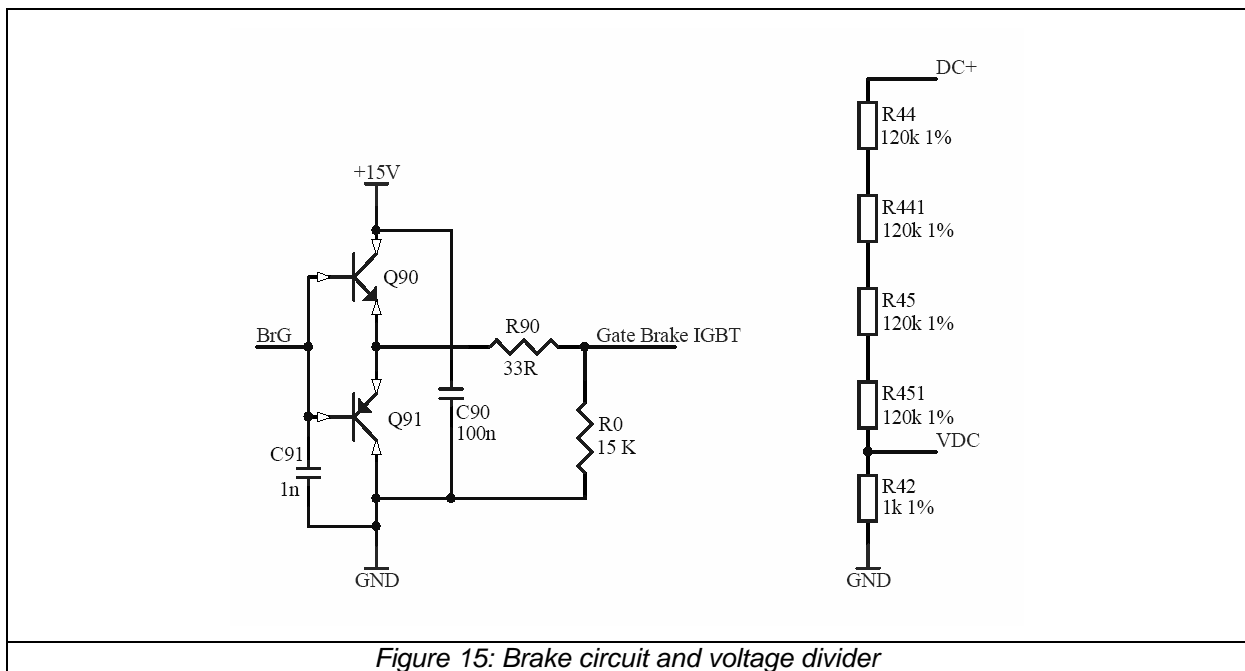 +15V
Q90
BrG
R90
33R
Gate Brake IGBT
Q91
C90
100n
R0
15 K
C91
1n
GND
DC+
R44
120k 1%
R441
120k 1%
R45
120k 1%
R451
120k 1%
VDC
R42
1k 1%
GND
Figure 15: Brake circuit and voltage divider